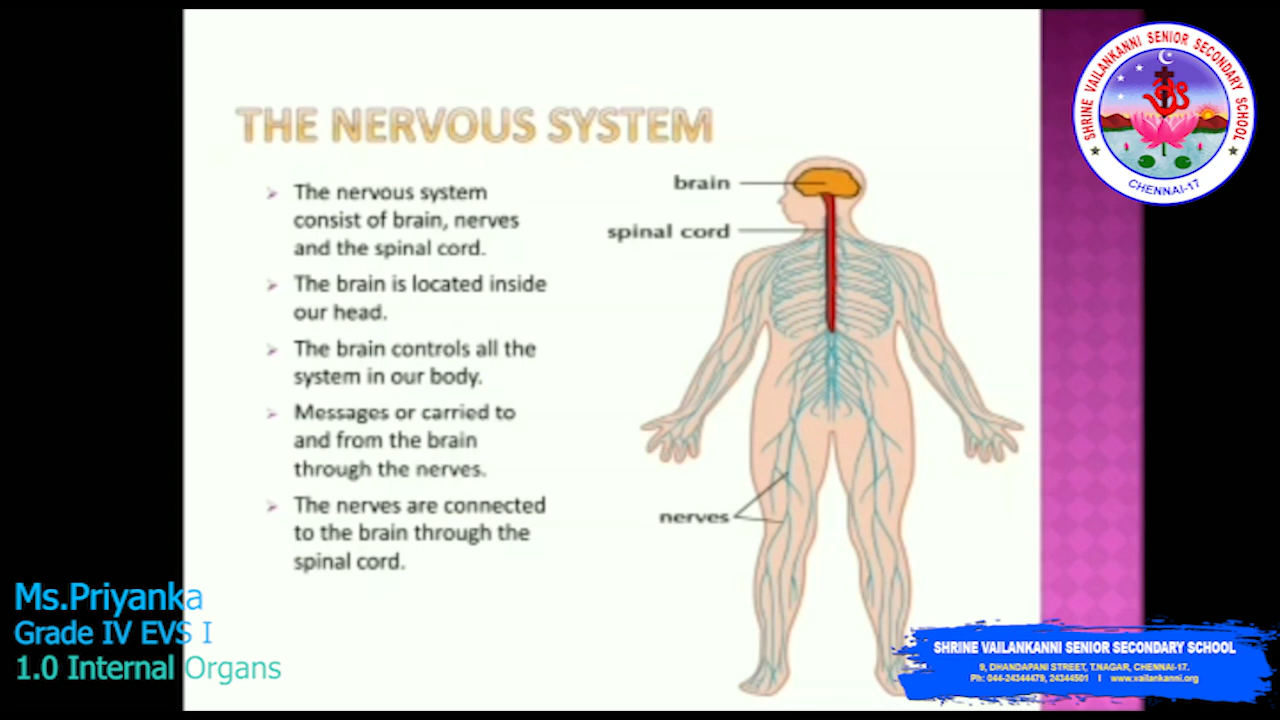 THE NERVOUS SYSTEM
The nervous system
consist of brain, nerves
and the spinal cord.
The brain is located inside
our head.
The brain controls all the
system in our body.
Messages or carried to
and from the brain
through the nerves.
The nerves are connected
to the brain through the
spinal cord.
brain
spinal cord
nerves
SHRINE VAILANKANNI SENIOR SECONDARY SCHOOL
CHENNAI-17
Ms.Priyanka
Grade IV EVS I
1.0 Internal Organs
SHRINE VAILANKANNI SENIOR SECONDARY SCHOOL
9, DHANDAPANI STREET, T.NAGAR, CHENNAI-17.
Ph: 044-24344479, 24344501 I www.vailankanni.org